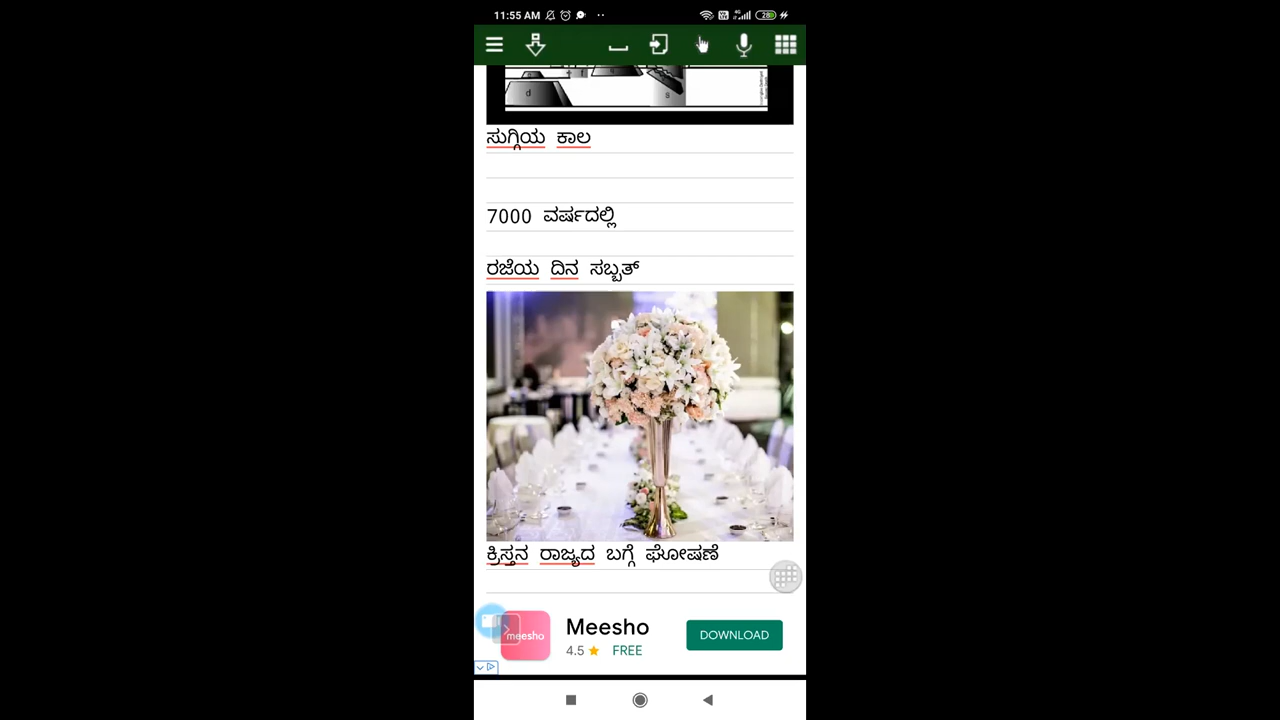 11:55 AM
28
d
s
ಸುಗ್ಗಿಯ ಕಾಲ
7000 ವರ್ಷದಲ್ಲಿ
ರಜೆಯ ದಿನ ಸಬ್ಬತ್
ಕ್ರಿಸ್ತನ ರಾಜ್ಯದ ಬಗ್ಗೆ ಘೋಷಣೆ
meesho
Meesho
4.5 ★ FREE
DOWNLOAD